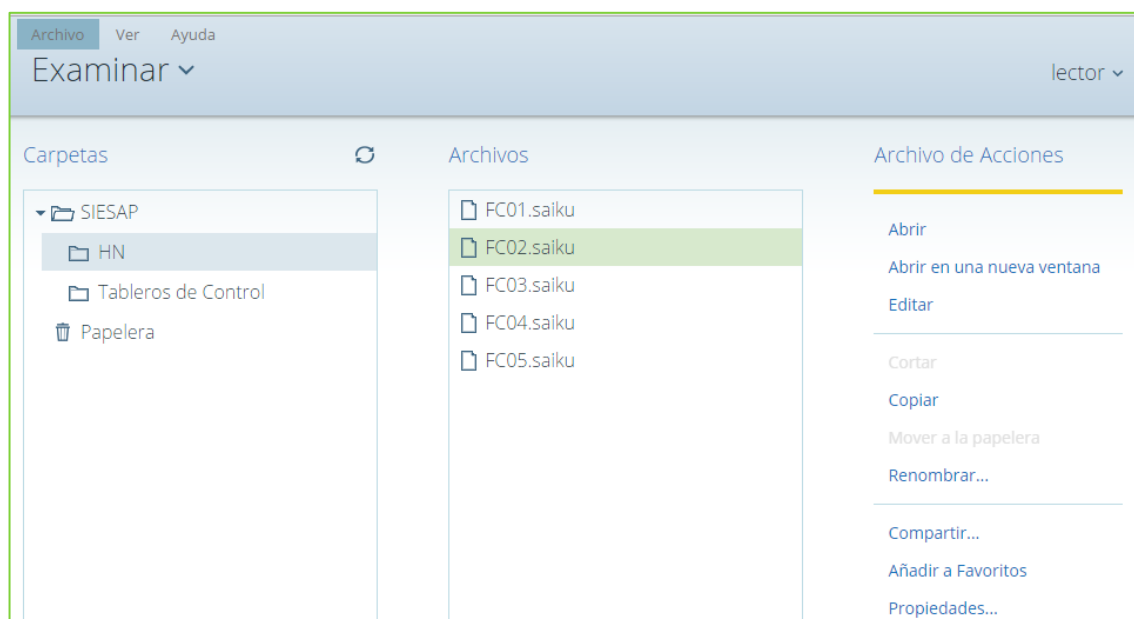 Archivo Ver Ayuda
Examinar
lector
Carpetas
SIESAP
HN
Tableros de Control
Papelera
Archivos
FC01.saiku
FC02.saiku
FC03.saiku
FC04.saiku
FC05.saiku
Archivo de Acciones
Abrir
Abrir en una nueva ventana
Editar
Cortar
Copiar
Mover a la papelera
Renombrar...
Compartir...
Añadir a Favoritos
Propiedades...